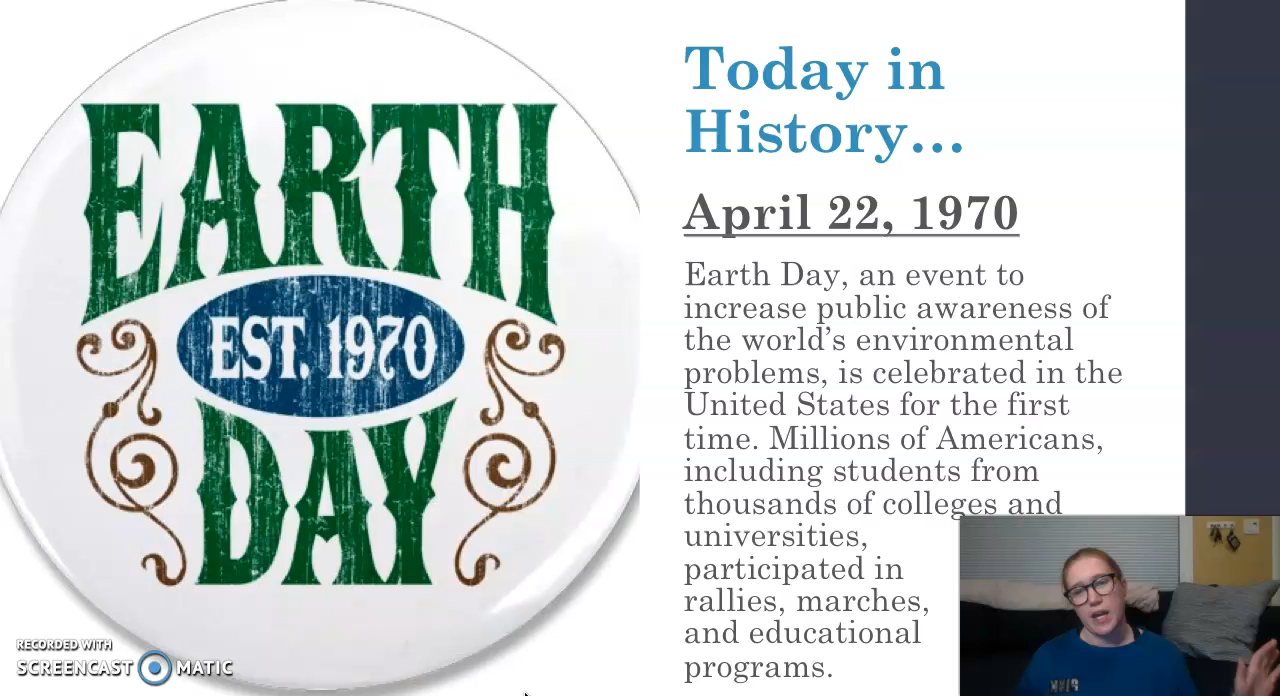 EARTH
EST. 1970
DAY
Today in
History...
April 22, 1970
Earth Day, an event to
increase public awareness of
the world’s environmental
problems, is celebrated in the
United States for the first
time. Millions of Americans,
including students from
thousands of colleges and
universities,
participated in
rallies, marches,
and educational
programs.
RECORDED WITH
SCREENCAST MATIC